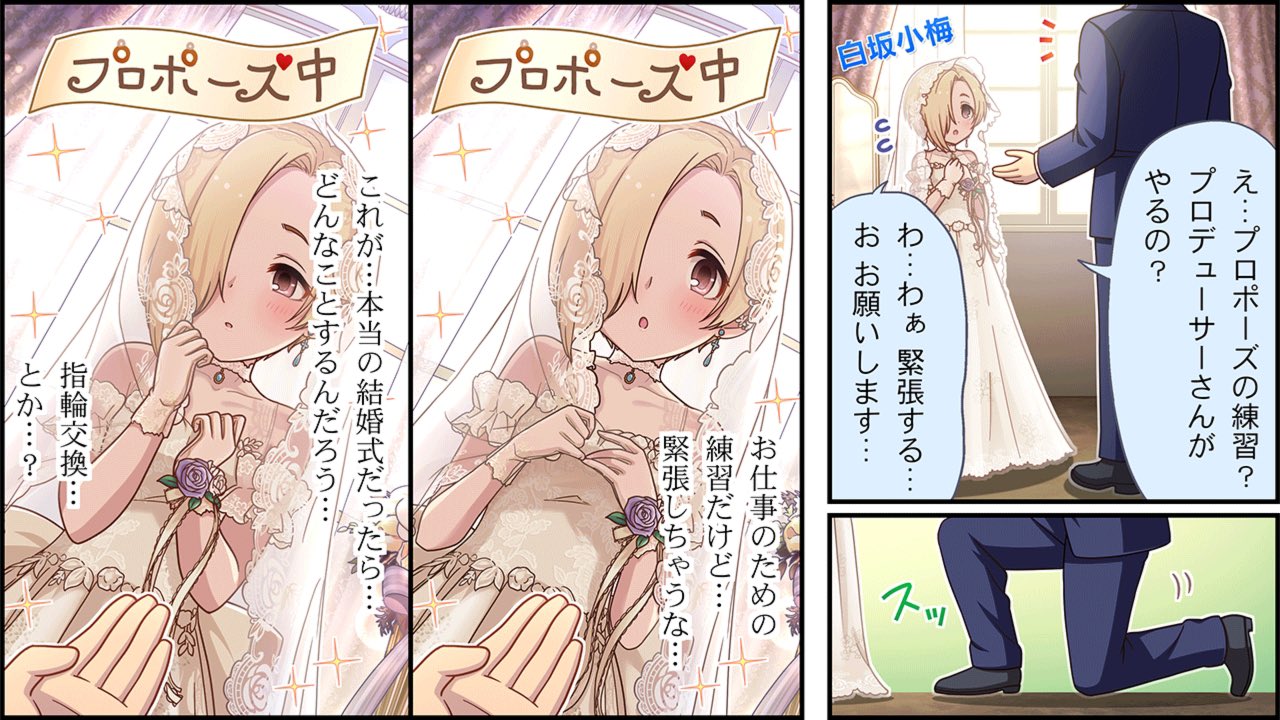 白坂小梅
え…プロポーズの練習？
プロデューサーさんが
やるの？
わ…わぁ 緊張する…
お お願いします…
スッ
プロポーズ中
お仕事のための
練習だけど…
緊張しちゃうな…
プロポーズ中
これが…本当の結婚式だったら…
どんなことするんだろう…
指輪交換…
とか…？